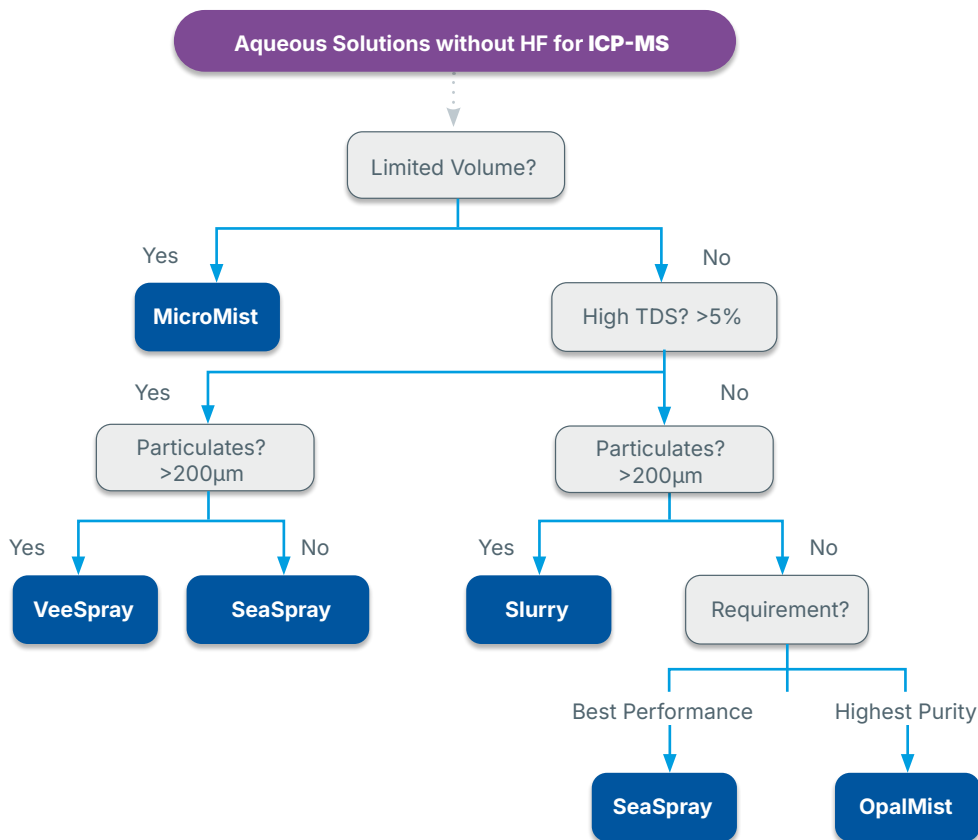 Aqueous Solutions without HF for ICP-MS
Limited Volume?
Yes
No
MicroMist
High TDS? >5%
Yes
No
Particulates?
>200µm
Particulates?
>200µm
Yes
No
Yes
No
VeeSpray
SeaSpray
Slurry
Requirement?
Best Performance
Highest Purity
SeaSpray
OpalMist